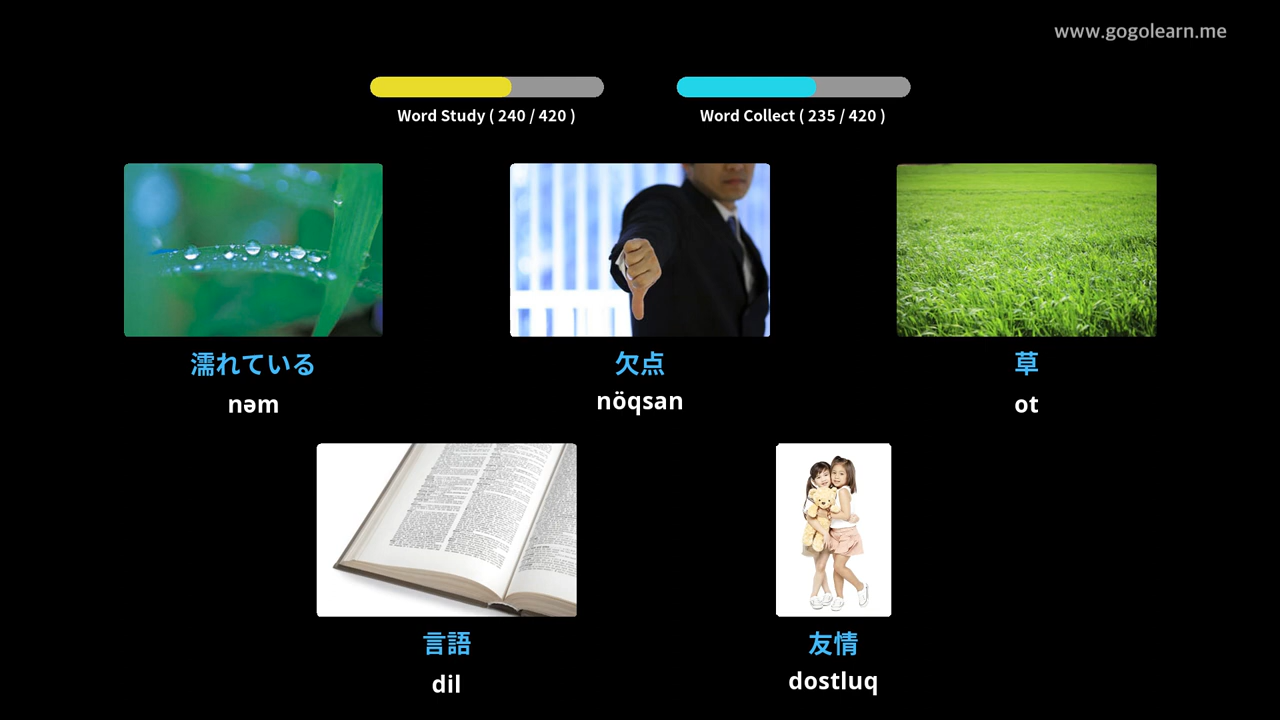 www.gogolearn.me
Word Study ( 240 / 420 )
Word Collect ( 235 / 420 )
濡れている
nəm
欠点
nöqsan
草
ot
言語
dil
友情
dostluq